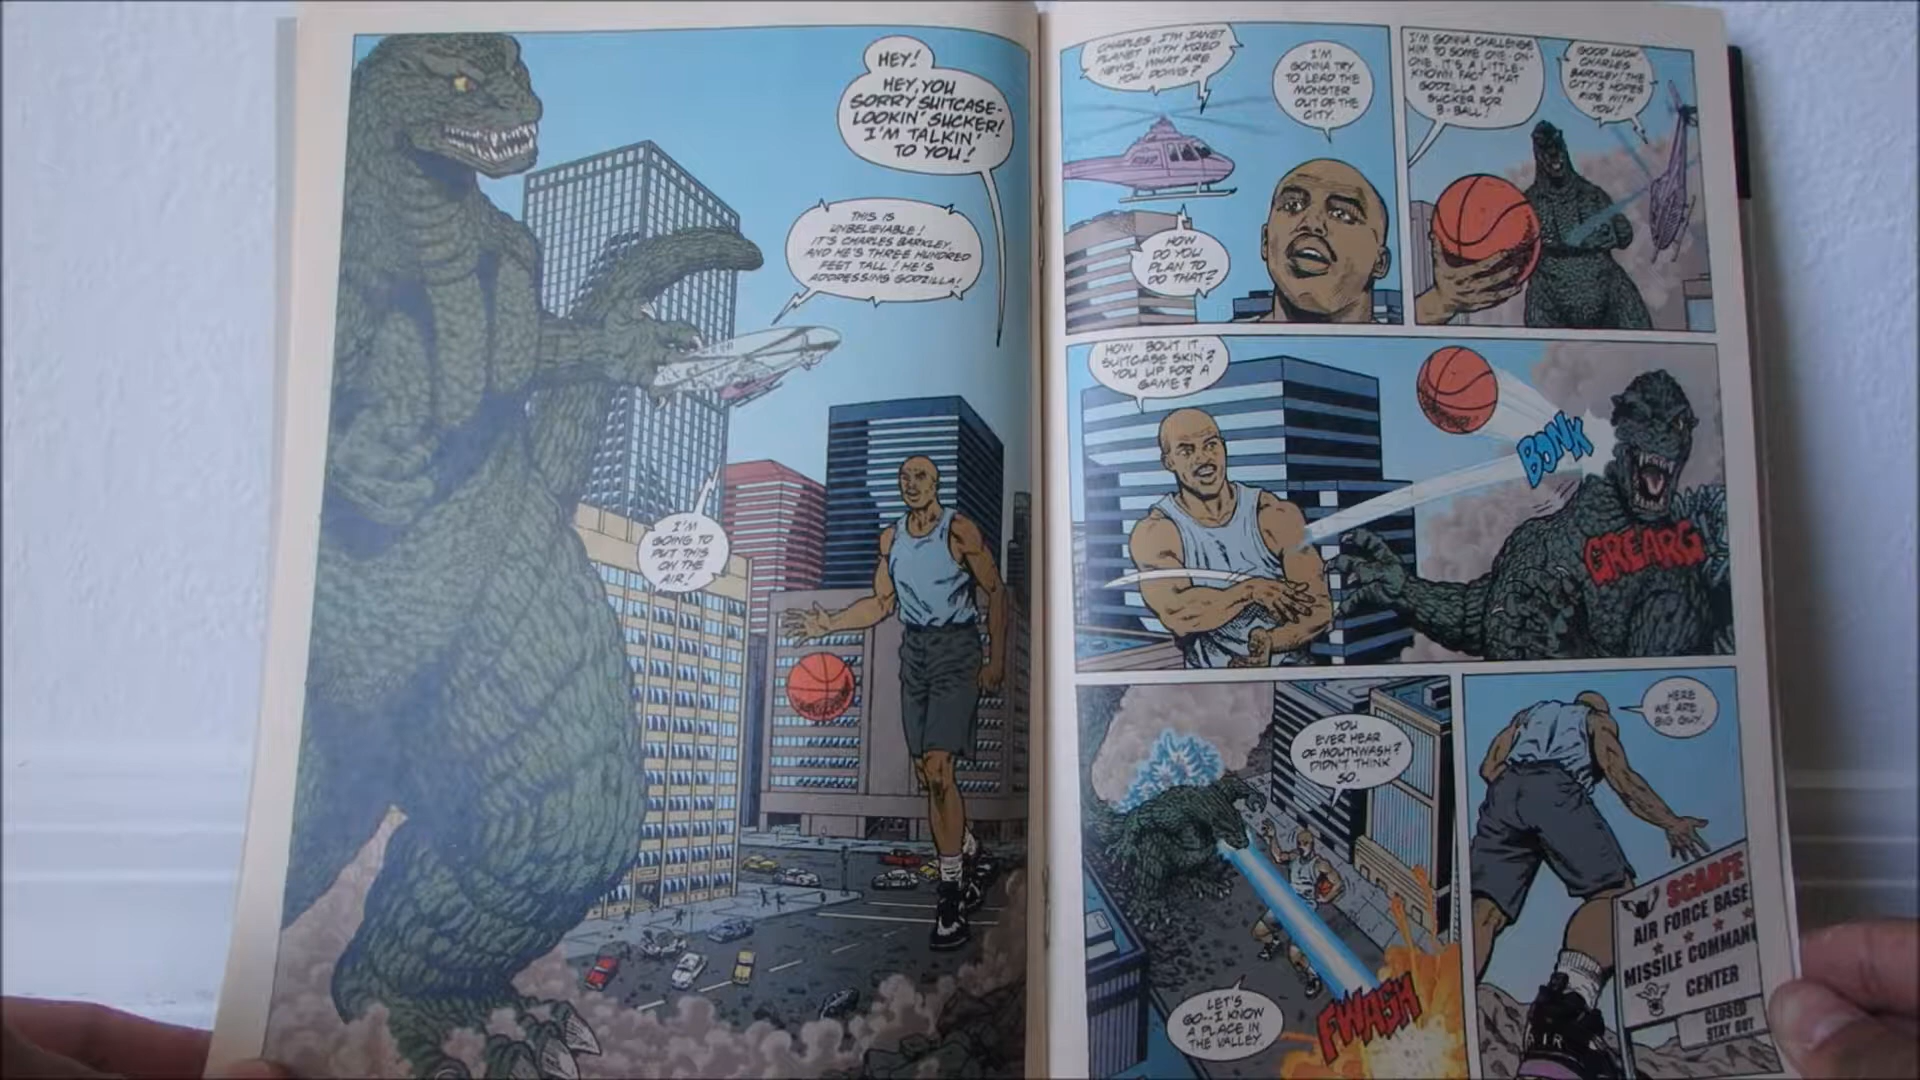 HEY!
HEY, YOU
SORRY SUITCASE-
LOOKIN' SUCKER!
I'M TALKIN'
TO YOU!
THIS IS
UNBELIEVABLE!
IT'S CHARLES BARKLEY,
AND HE'S THREE HUNDRED
FEET TALL! HE'S
ADDRESSING GODZILLA!
I'M
GOING TO
PUT THIS
ON THE
AIR!
CHARLES, I'M JANET
PLANET WITH KZRD
NEWS. WHAT ARE
YOU DOING?
I'M
GONNA TRY
TO LEAD THE
MONSTER
OUT OF THE
CITY.
HOW
DO YOU
PLAN TO
DO THAT?
I'M GONNA CHALLENGE
HIM TO SOME ONE-ON-
ONE. IT'S A LITTLE-
KNOWN FACT THAT
GODZILLA IS A
SUCKER FOR
B-BALL!
GOOD LUCK,
CHARLES
BARKLEY! THE
CITY'S HOPES
RIDE WITH
YOU!
HOW 'BOUT IT,
SUITCASE SKIN?
YOU UP FOR A
GAME?
BONK
GREARG
YOU
EVER HEAR
OF MOUTHWASH?
DIDN'T THINK
SO.
LET'S
GO--I KNOW
A PLACE IN
THE VALLEY.
FWASH
HERE
WE ARE,
BIG GUY.
SCARFE
AIR FORCE BASE
MISSILE COMMAND
CENTER
CLOSED
STAY OUT
AIR